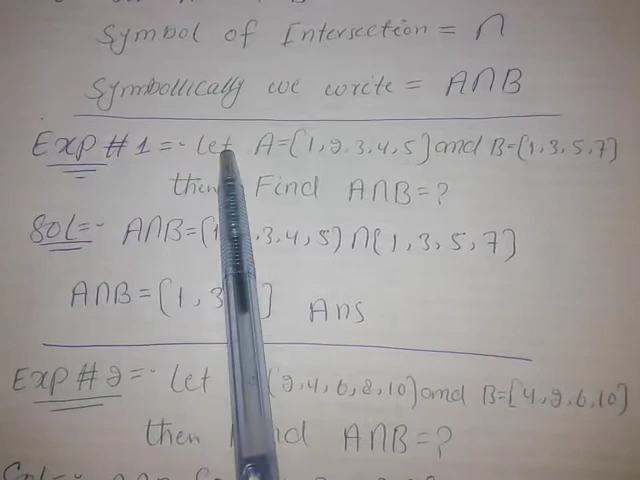 Symbol of Intersection = ∩
Symbollically we write = A∩B
Exp # 1 =- Let A=(1,2,3,4,5) and B=(1,3,5,7)
then Find A∩B=?
SOL=- A∩B=(1 ,3,4,5) ∩(1,3,5,7)
A∩B=(1,3 ) Ans
Exp # 2 =- Let (2,4,6,8,10) and B=(4,2,6,10)
then Find A∩B=?